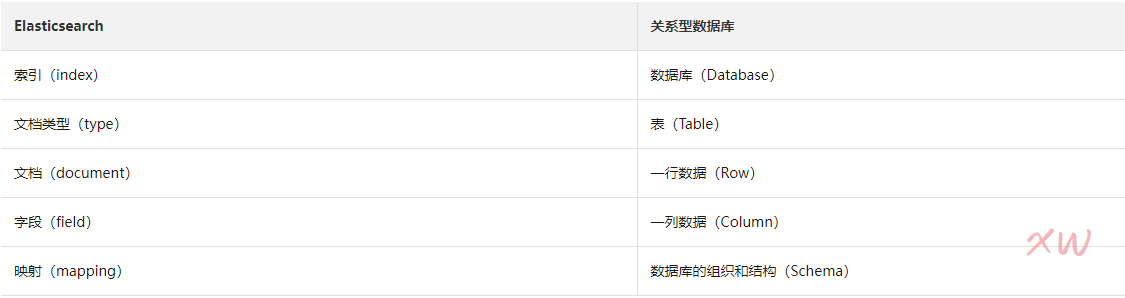 Elasticsearch 关系型数据库
索引（index） 数据库（Database）
文档类型（type） 表（Table）
文档（document） 一行数据（Row）
字段（field） 一列数据（Column）
映射（mapping） 数据库的组织和结构（Schema）
XW